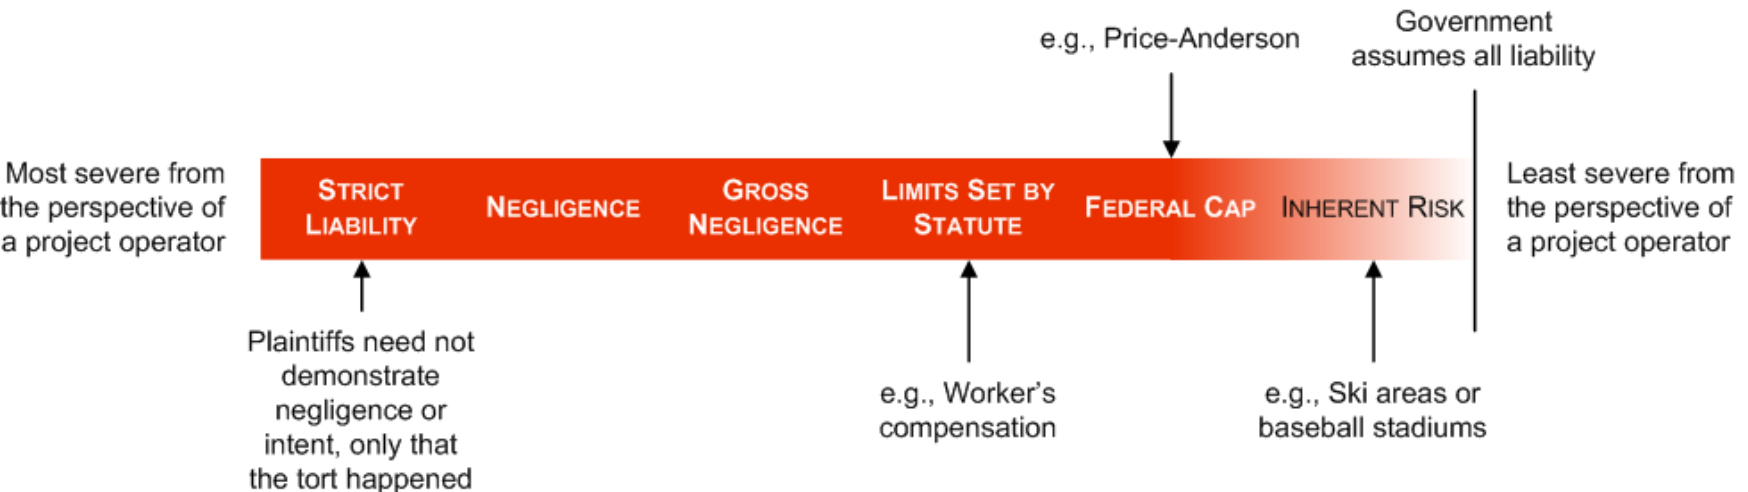 e.g., Price-Anderson
Government
assumes all liability
Most severe from
the perspective of
a project operator
STRICT
LIABILITY
NEGLIGENCE
GROSS
NEGLIGENCE
LIMITS SET BY
STATUTE
FEDERAL CAP
INHERENT RISK
Least severe from
the perspective of
a project operator
Plaintiffs need not
demonstrate
negligence or
intent, only that
the tort happened
e.g., Worker's
compensation
e.g., Ski areas or
baseball stadiums